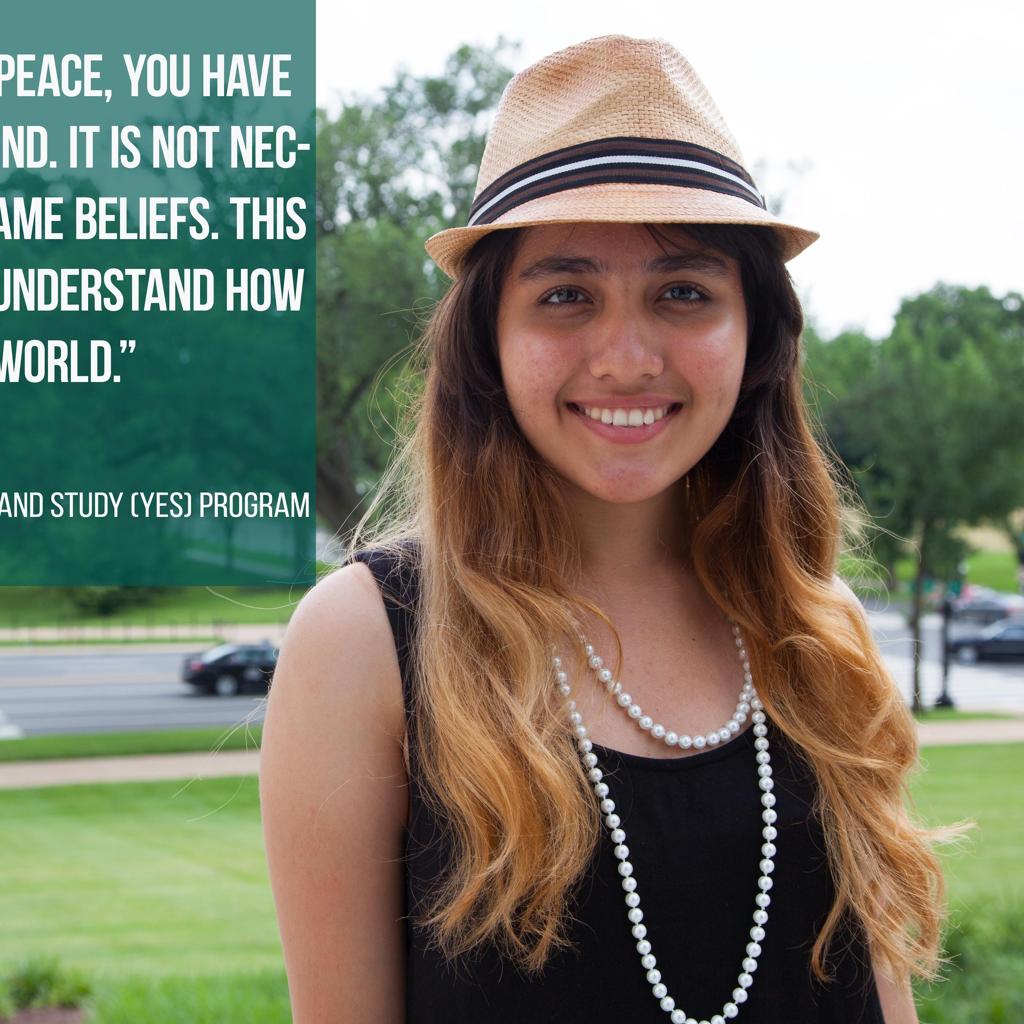 PEACE, YOU HAVE
ND. IT IS NOT NEC-
AME BELIEFS. THIS
UNDERSTAND HOW
WORLD.”
AND STUDY (YES) PROGRAM